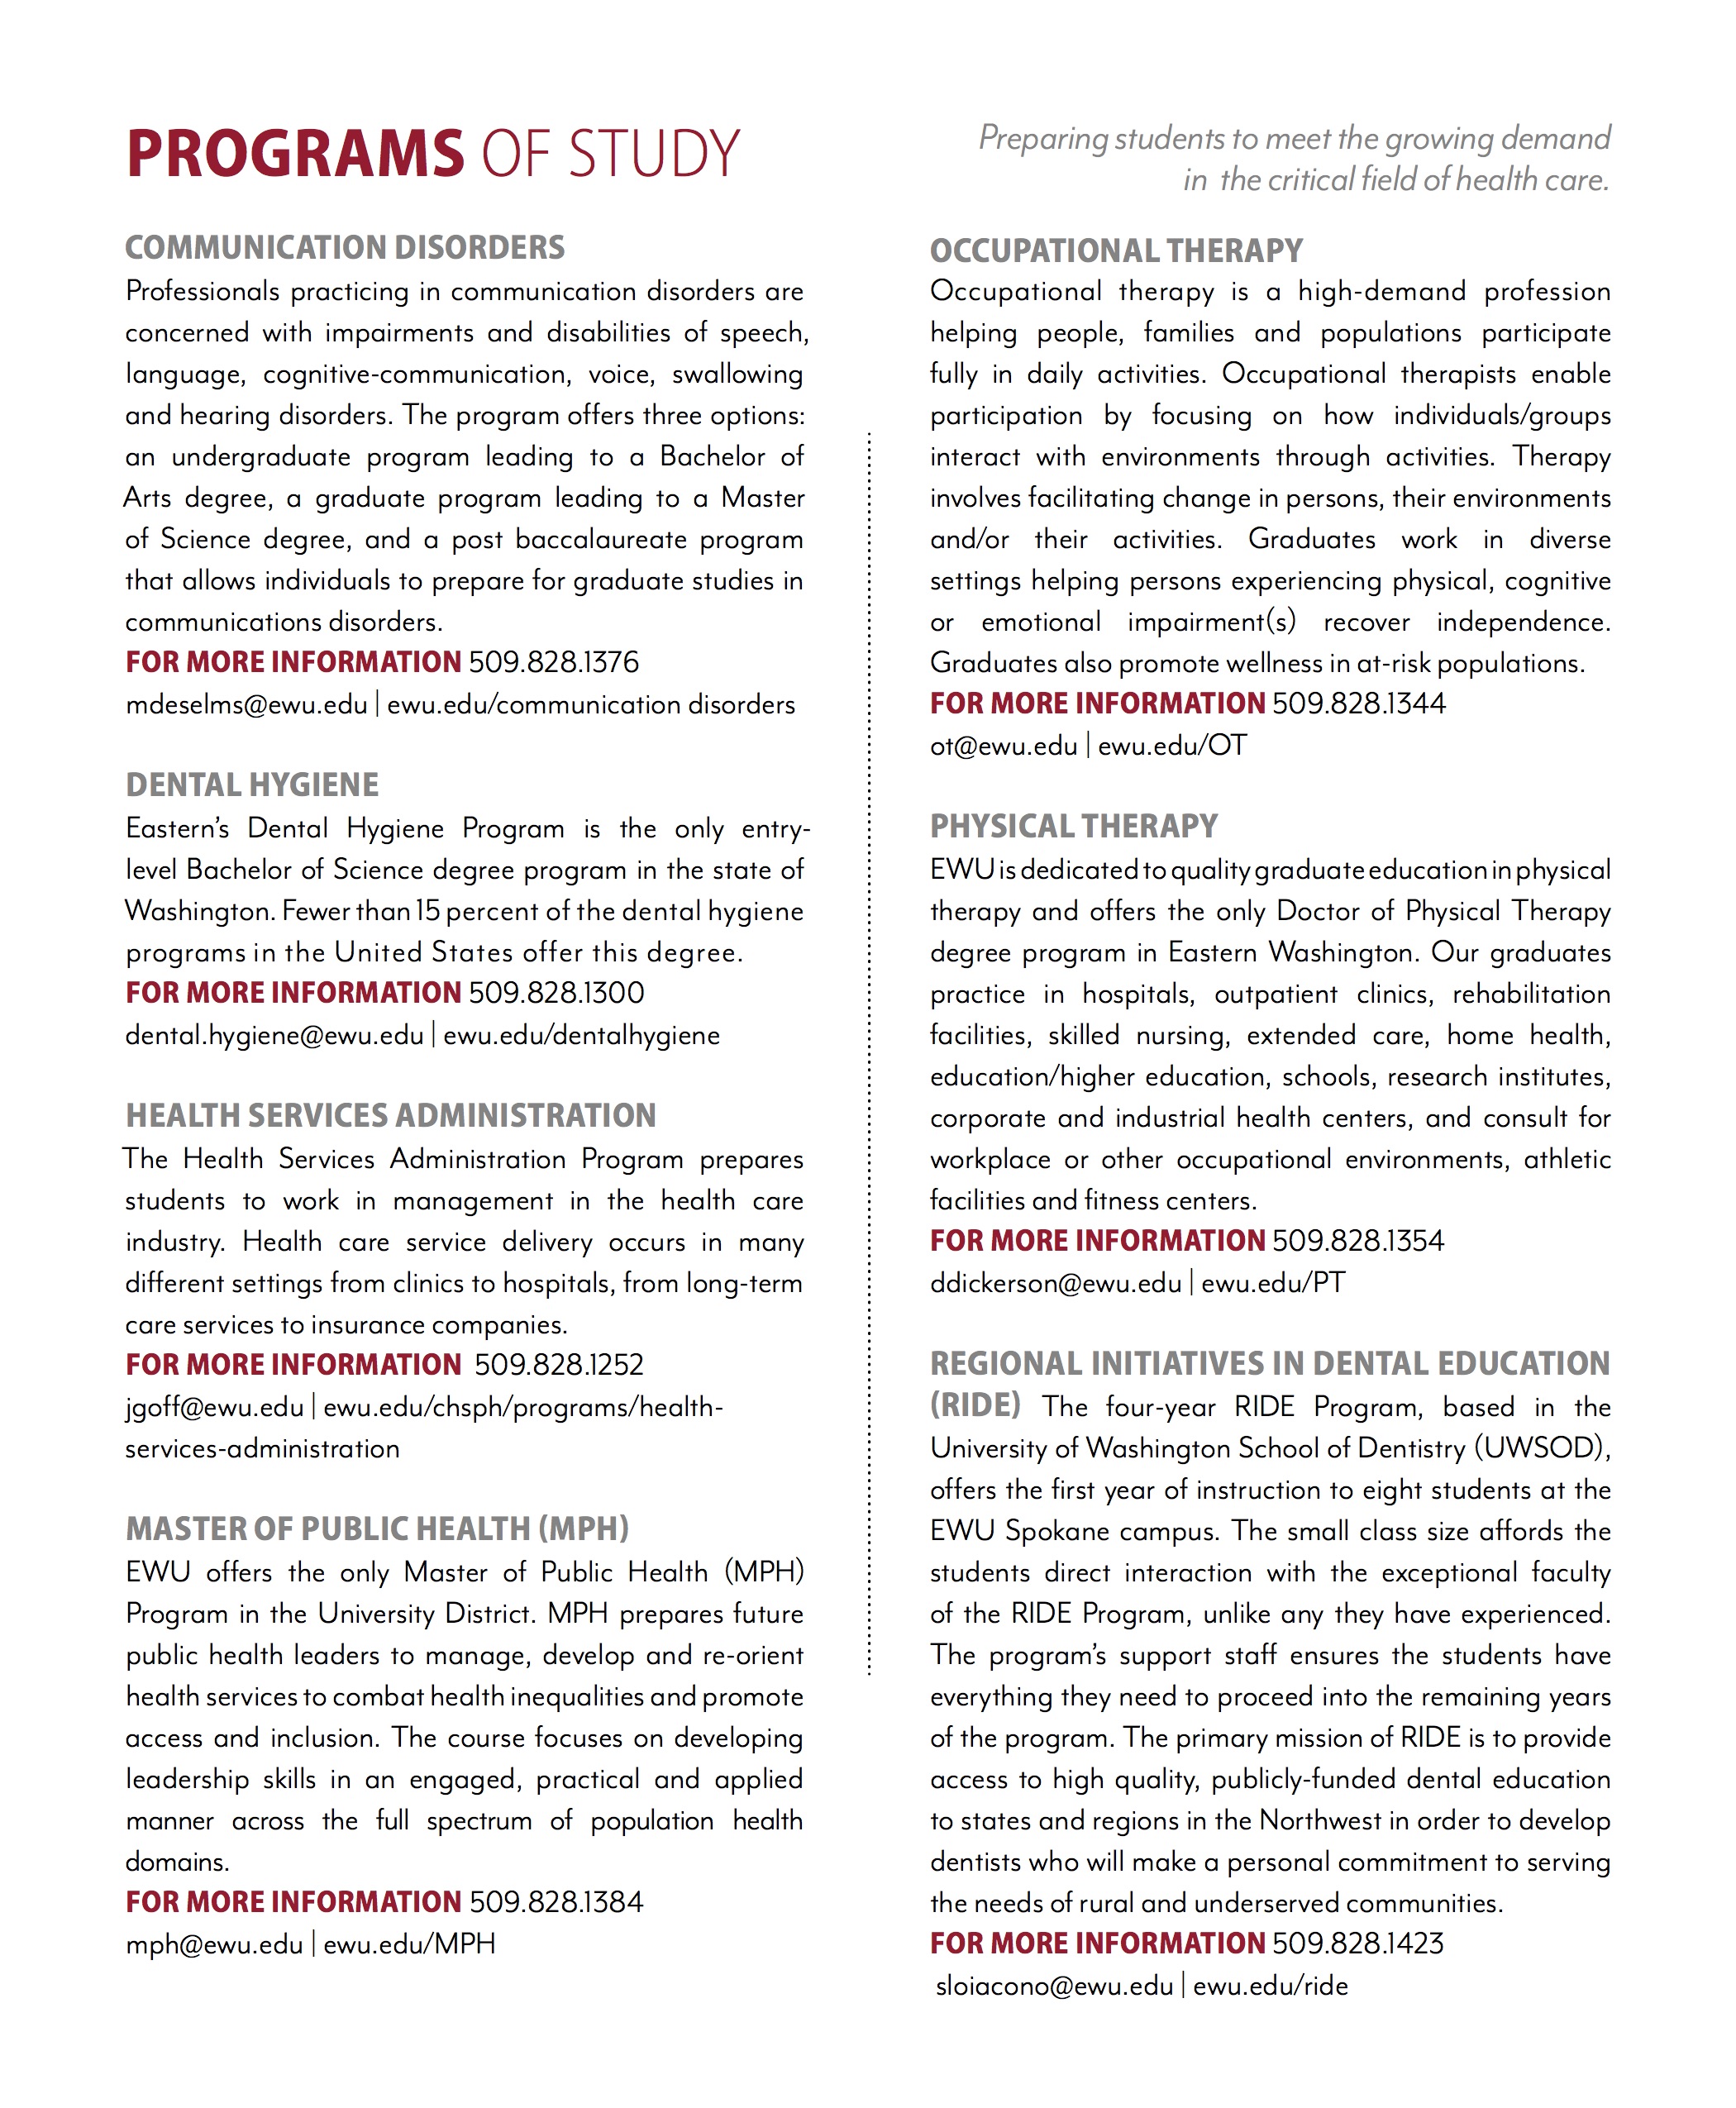 PROGRAMS OF STUDY
Preparing students to meet the growing demand
in the critical field of health care.
COMMUNICATION DISORDERS
Professionals practicing in communication disorders are
concerned with impairments and disabilities of speech,
language, cognitive-communication, voice, swallowing
and hearing disorders. The program offers three options:
an undergraduate program leading to a Bachelor of
Arts degree, a graduate program leading to a Master
of Science degree, and a post baccalaureate program
that allows individuals to prepare for graduate studies in
communications disorders.
FOR MORE INFORMATION 509.828.1376
mdeselms@ewu.edu | ewu.edu/communication disorders
DENTAL HYGIENE
Eastern's Dental Hygiene Program is the only entry-
level Bachelor of Science degree program in the state of
Washington. Fewer than 15 percent of the dental hygiene
programs in the United States offer this degree.
FOR MORE INFORMATION 509.828.1300
dental.hygiene@ewu.edu | ewu.edu/dentalhygiene
HEALTH SERVICES ADMINISTRATION
The Health Services Administration Program prepares
students to work in management in the health care
industry. Health care service delivery occurs in many
different settings from clinics to hospitals, from long-term
care services to insurance companies.
FOR MORE INFORMATION 509.828.1252
jgoff@ewu.edu | ewu.edu/chsph/programs/health-
services-administration
MASTER OF PUBLIC HEALTH (MPH)
EWU offers the only Master of Public Health (MPH)
Program in the University District. MPH prepares future
public health leaders to manage, develop and re-orient
health services to combat health inequalities and promote
access and inclusion. The course focuses on developing
leadership skills in an engaged, practical and applied
manner across the full spectrum of population health
domains.
FOR MORE INFORMATION 509.828.1384
mph@ewu.edu | ewu.edu/MPH
OCCUPATIONAL THERAPY
Occupational therapy is a high-demand profession
helping people, families and populations participate
fully in daily activities. Occupational therapists enable
participation by focusing on how individuals/groups
interact with environments through activities. Therapy
involves facilitating change in persons, their environments
and/or their activities. Graduates work in diverse
settings helping persons experiencing physical, cognitive
or emotional impairment(s) recover independence.
Graduates also promote wellness in at-risk populations.
FOR MORE INFORMATION 509.828.1344
ot@ewu.edu | ewu.edu/OT
PHYSICAL THERAPY
EWU is dedicated to quality graduate education in physical
therapy and offers the only Doctor of Physical Therapy
degree program in Eastern Washington. Our graduates
practice in hospitals, outpatient clinics, rehabilitation
facilities, skilled nursing, extended care, home health,
education/higher education, schools, research institutes,
corporate and industrial health centers, and consult for
workplace or other occupational environments, athletic
facilities and fitness centers.
FOR MORE INFORMATION 509.828.1354
ddickerson@ewu.edu | ewu.edu/PT
REGIONAL INITIATIVES IN DENTAL EDUCATION
(RIDE) The four-year RIDE Program, based in the
University of Washington School of Dentistry (UWSOD),
offers the first year of instruction to eight students at the
EWU Spokane campus. The small class size affords the
students direct interaction with the exceptional faculty
of the RIDE Program, unlike any they have experienced.
The program's support staff ensures the students have
everything they need to proceed into the remaining years
of the program. The primary mission of RIDE is to provide
access to high quality, publicly-funded dental education
to states and regions in the Northwest in order to develop
dentists who will make a personal commitment to serving
the needs of rural and underserved communities.
FOR MORE INFORMATION 509.828.1423
sloiacono@ewu.edu | ewu.edu/ride